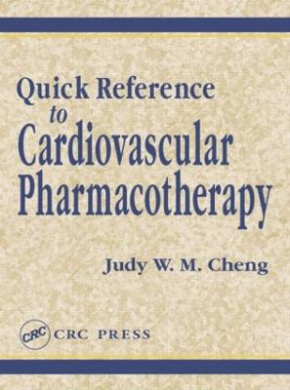 Quick Reference
to
Cardiovascular
Pharmacotherapy
Judy W. M. Cheng
CRC CRC PRESS